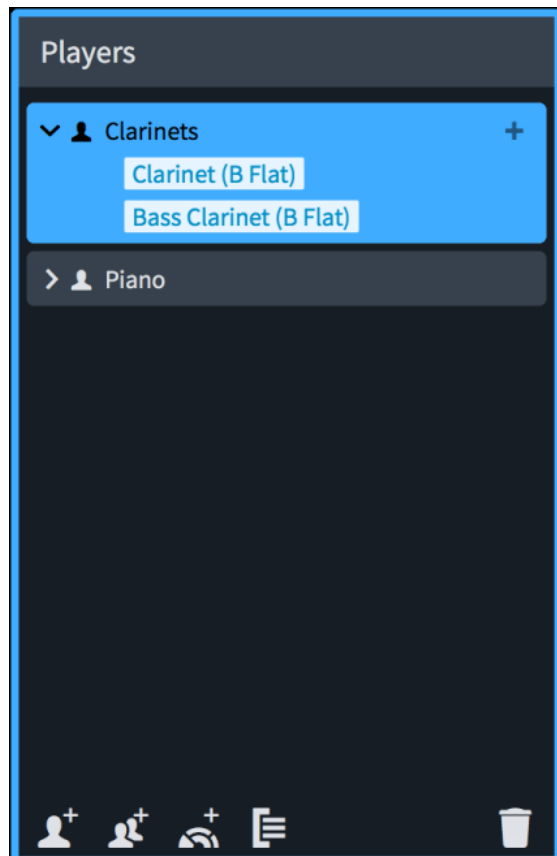 Players
Clarinets
Clarinet (B Flat)
Bass Clarinet (B Flat)
Piano